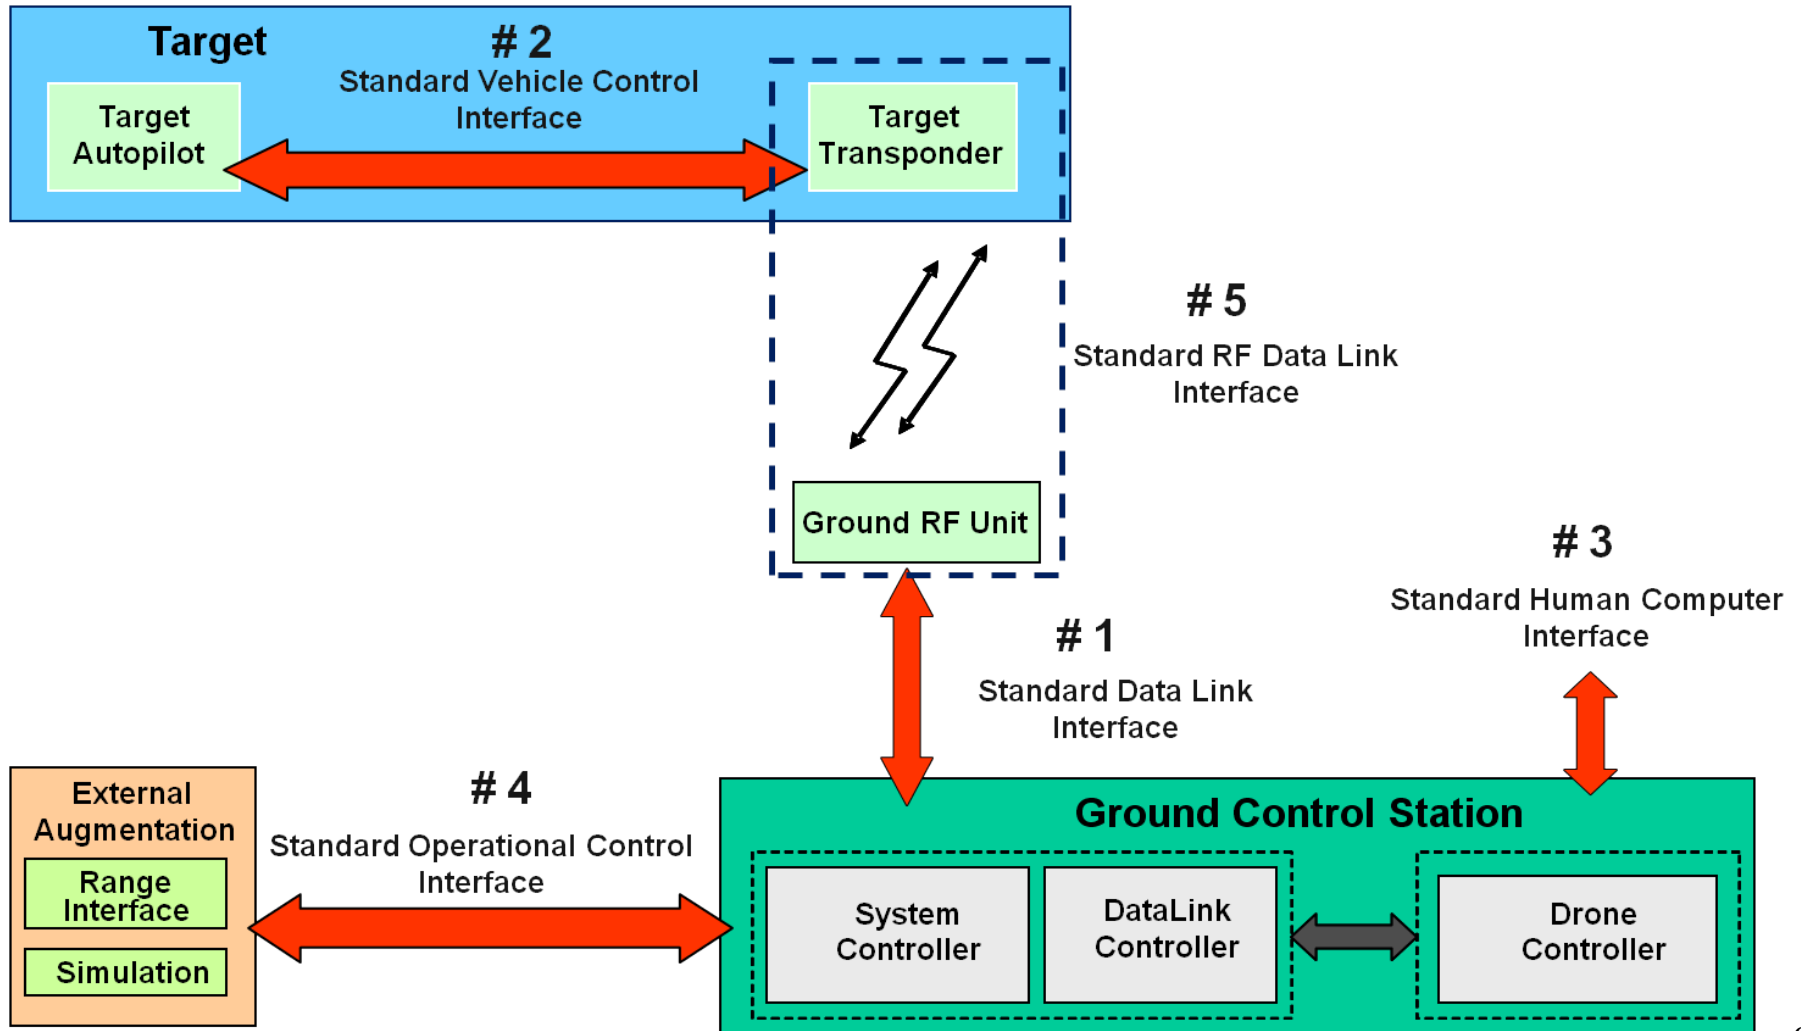 Target
# 2
Standard Vehicle Control
Interface
Target
Autopilot
Target
Transponder
# 5
Standard RF Data Link
Interface
Ground RF Unit
# 3
Standard Human Computer
Interface
# 1
Standard Data Link
Interface
External
Augmentation
Range
Interface
Simulation
# 4
Standard Operational Control
Interface
Ground Control Station
System
Controller
DataLink
Controller
Drone
Controller